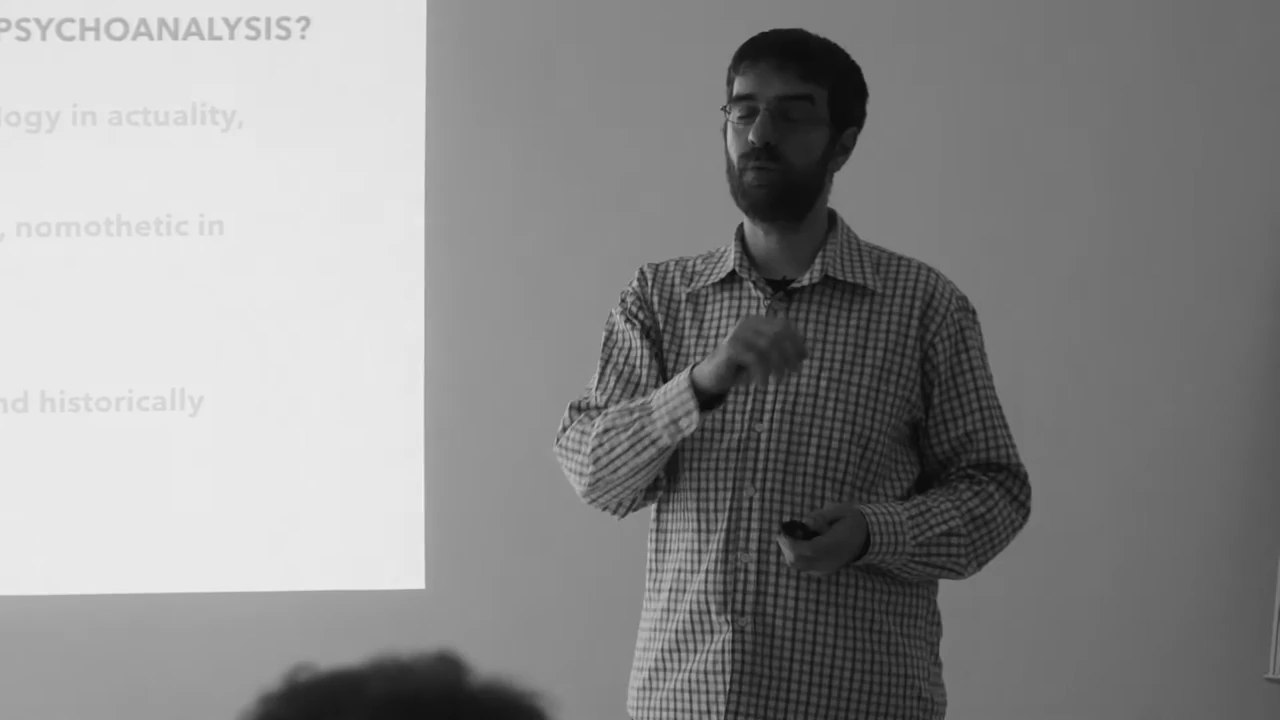 PSYCHOANALYSIS?
logy in actuality,
, nomothetic in
nd historically